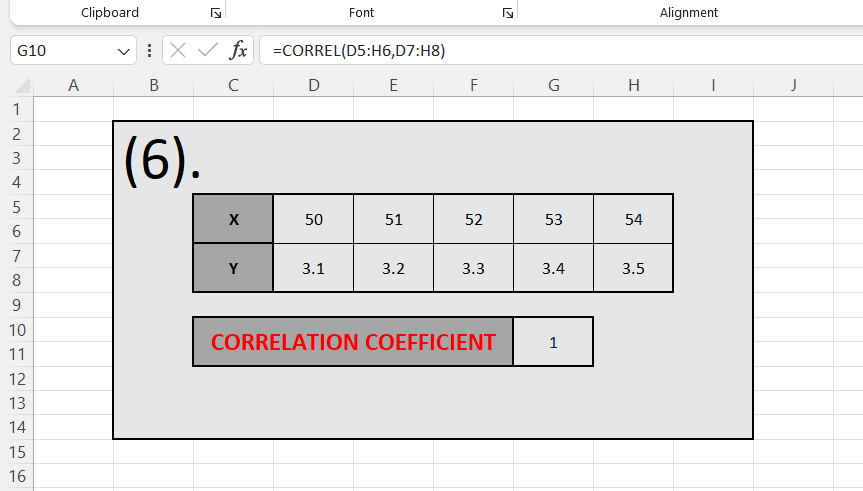 Clipboard Font Alignment
G10 fx =CORREL(D5:H6,D7:H8)
A B C D E F G H I J
1
2
(6).
3
4
5
X 50 51 52 53 54
6
7
Y 3.1 3.2 3.3 3.4 3.5
8
9
10
CORRELATION COEFFICIENT 1
11
12
13
14
15
16